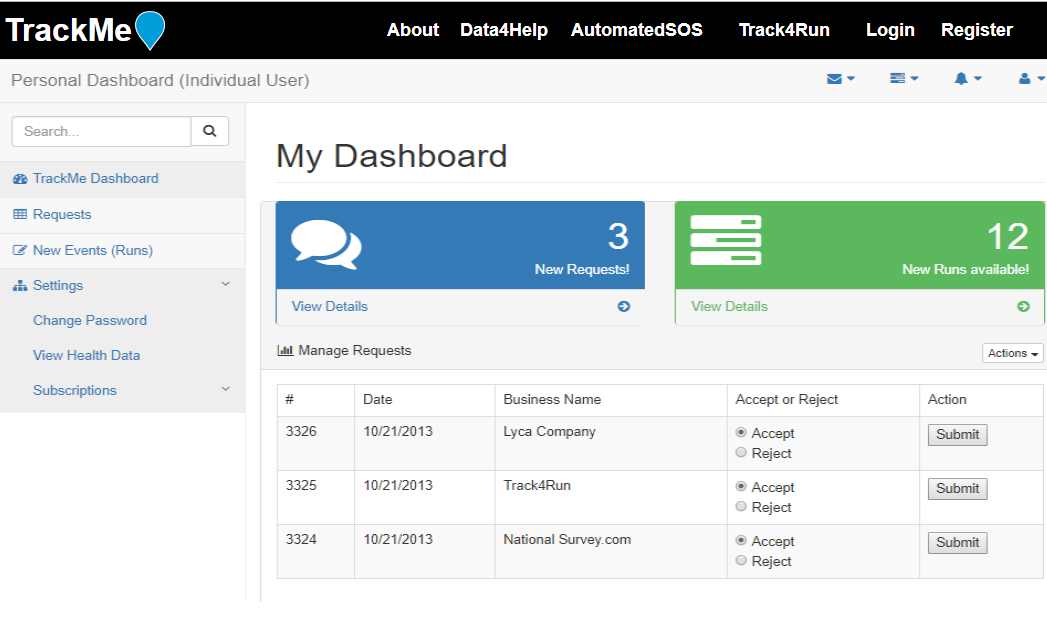 TrackMe About Data4Help AutomatedSOS Track4Run Login Register
Personal Dashboard (Individual User)
Search...
TrackMe Dashboard
Requests
New Events (Runs)
Settings
Change Password
View Health Data
Subscriptions
My Dashboard
3
New Requests!
View Details
12
New Runs available!
View Details
Manage Requests Actions
# Date Business Name Accept or Reject Action
3326 10/21/2013 Lyca Company Accept Submit
Reject
3325 10/21/2013 Track4Run Accept Submit
Reject
3324 10/21/2013 National Survey.com Accept Submit
Reject